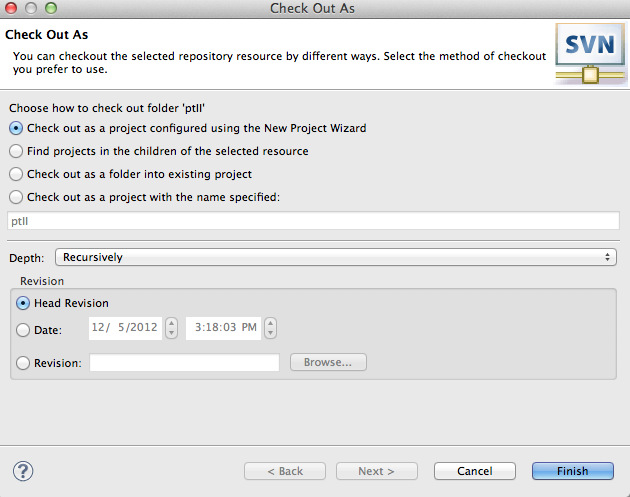 Check Out As
Check Out As
You can checkout the selected repository resource by different ways. Select the method of checkout
you prefer to use.
SVN
Choose how to check out folder 'ptII'
Check out as a project configured using the New Project Wizard
Find projects in the children of the selected resource
Check out as a folder into existing project
Check out as a project with the name specified:
ptII
Depth: Recursively
Revision
Head Revision
Date: 12/ 5/2012 3:18:03 PM
Revision: Browse...
? < Back Next > Cancel Finish